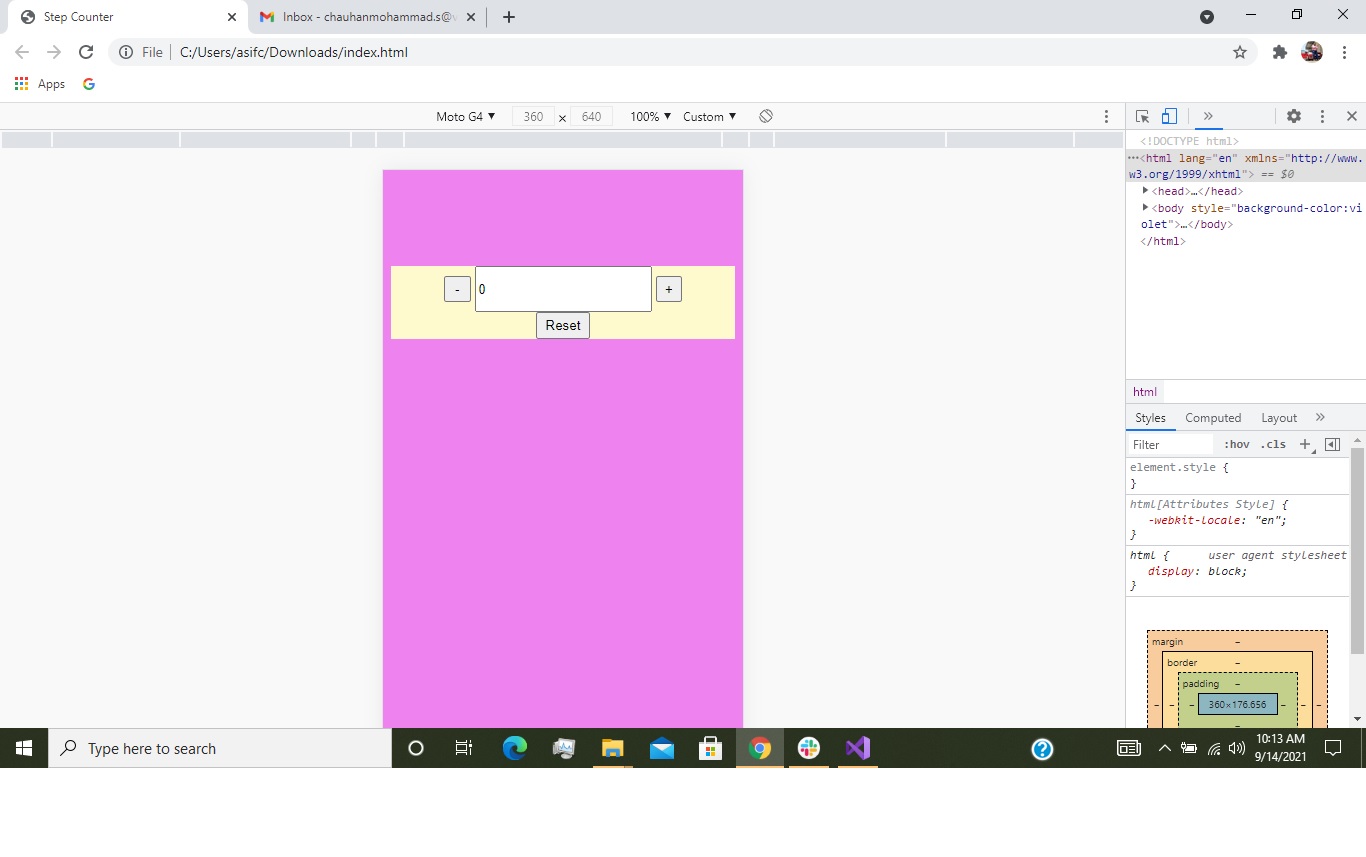 Step Counter
Inbox - chauhanmohammad.s@
File C:/Users/asifc/Downloads/index.html
Apps
Moto G4 ▼ 360 x 640 100% ▼ Custom ▼
- 0 +
Reset
<!DOCTYPE html>
•••<html lang="en" xmlns="http://www.
w3.org/1999/xhtml"> == $0
▶<head>…</head>
▶<body style="background-color:vi
olet">…</body>
</html>
html
Styles Computed Layout »
Filter :hov .cls +
element.style {
}
html[Attributes Style] {
-webkit-locale: "en";
}
html { user agent stylesheet
display: block;
}
margin –
border –
padding –
– – – 360×176.656 – – –
–
Type here to search
10:13 AM
9/14/2021